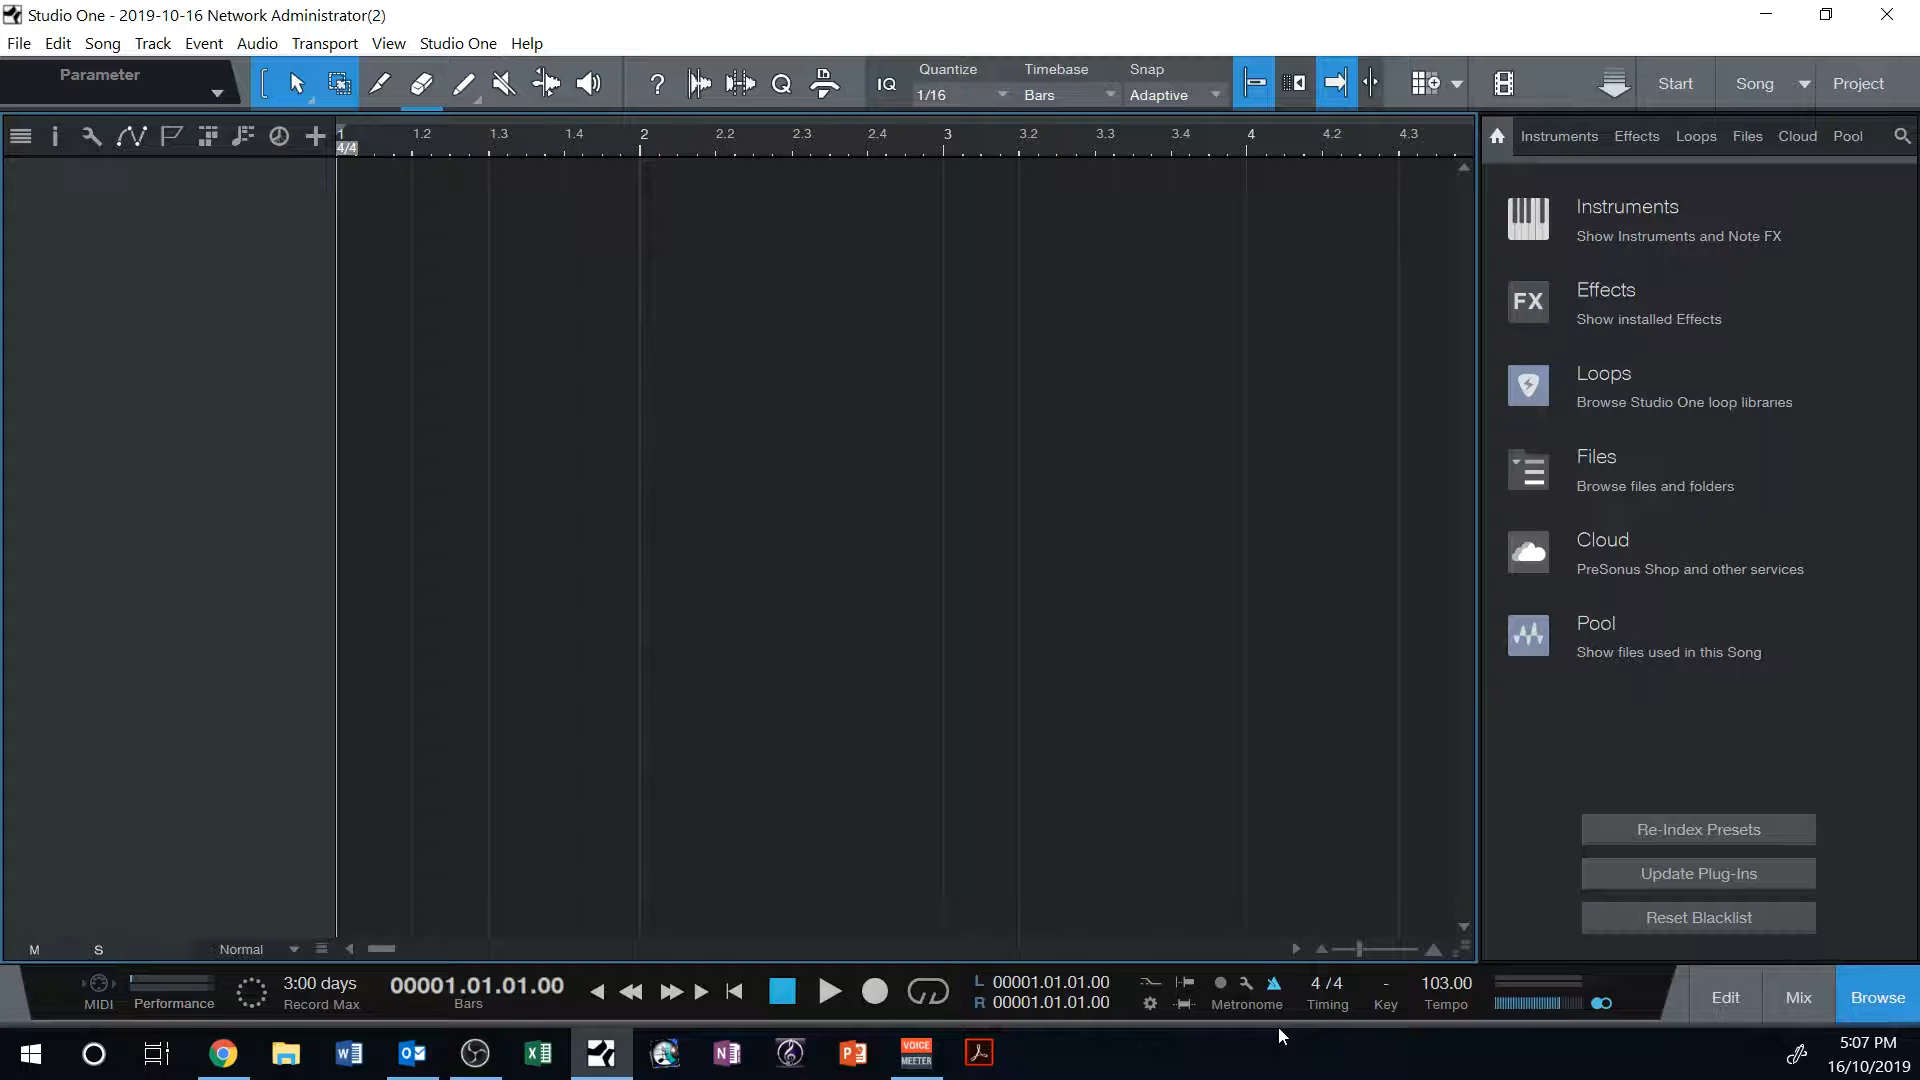 Studio One - 2019-10-16 Network Administrator(2)
File Edit Song Track Event Audio Transport View Studio One Help
Parameter
?
Q
IQ
Quantize
1/16
Timebase
Bars
Snap
Adaptive
Start
Song
Project
1 1.2 1.3 1.4 2 2.2 2.3 2.4 3 3.2 3.3 3.4 4 4.2 4.3
4/4
Instruments Effects Loops Files Cloud Pool
Instruments
Show Instruments and Note FX
FX
Effects
Show installed Effects
Loops
Browse Studio One loop libraries
Files
Browse files and folders
Cloud
PreSonus Shop and other services
Pool
Show files used in this Song
Re-Index Presets
Update Plug-Ins
Reset Blacklist
M S Normal
MIDI
Performance
3:00 days
Record Max
00001.01.01.00
Bars
L 00001.01.01.00
R 00001.01.01.00
Metronome
4 / 4
Timing
-
Key
103.00
Tempo
Edit
Mix
Browse
VOICE
MEETER
5:07 PM
16/10/2019